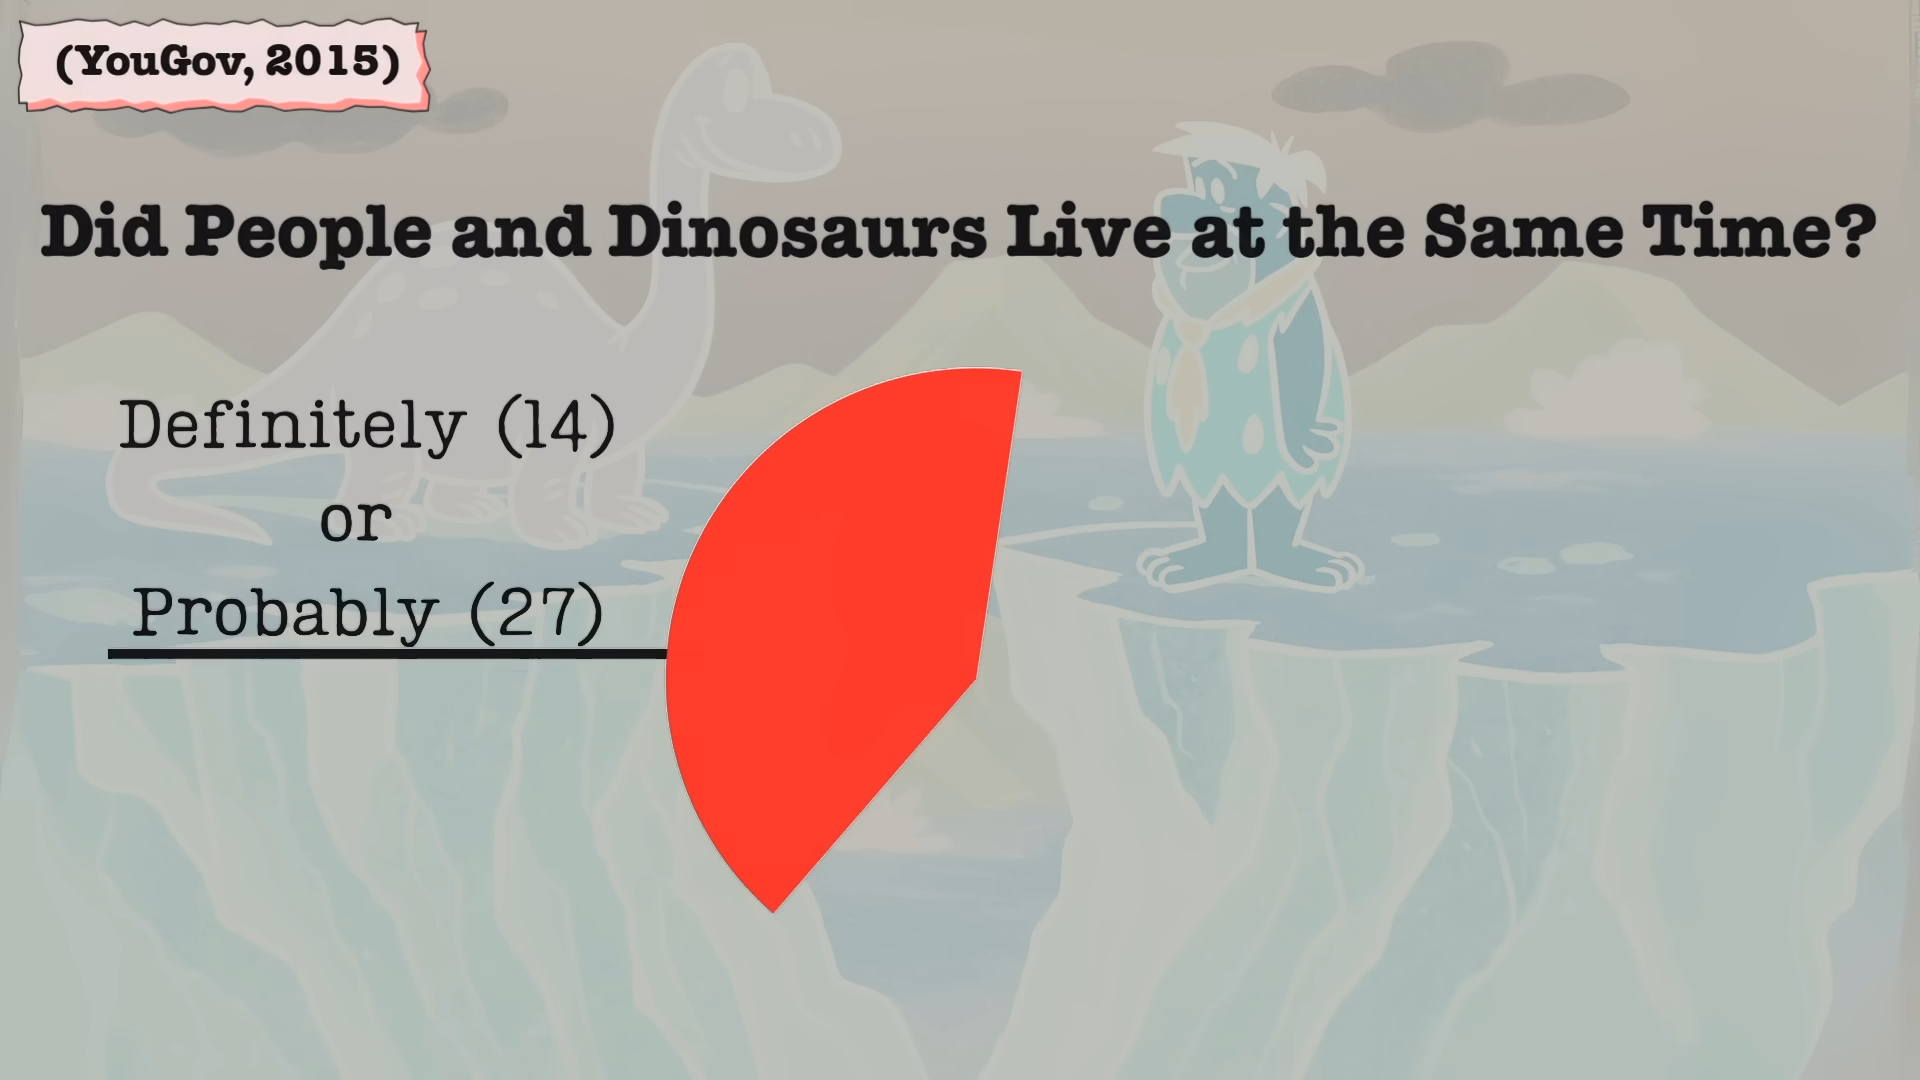 (YouGov, 2015)
Did People and Dinosaurs Live at the Same Time?
Definitely (14)
or
Probably (27)